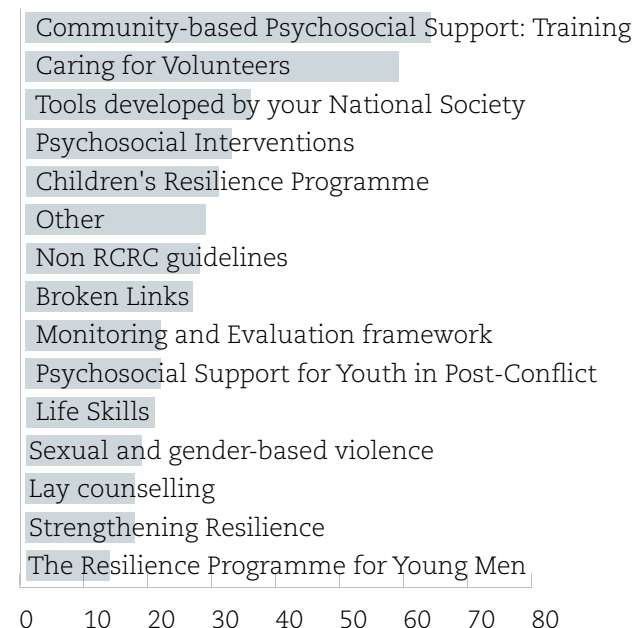 Community-based Psychosocial Support: Training
Caring for Volunteers
Tools developed by your National Society
Psychosocial Interventions
Children's Resilience Programme
Other
Non RCRC guidelines
Broken Links
Monitoring and Evaluation framework
Psychosocial Support for Youth in Post-Conflict
Life Skills
Sexual and gender-based violence
Lay counselling
Strengthening Resilience
The Resilience Programme for Young Men
0 10 20 30 40 50 60 70 80